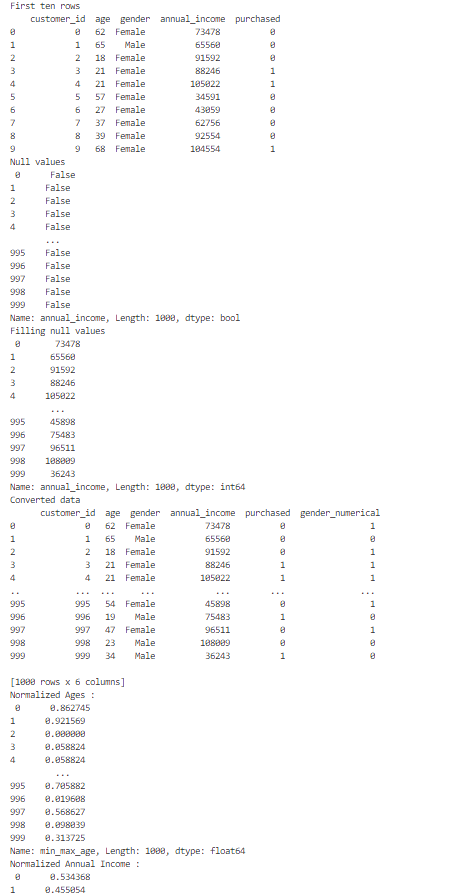 First ten rows
customer_id age gender annual_income purchased
0 0 62 Female 73478 0
1 1 65 Male 65560 0
2 2 18 Female 91592 0
3 3 21 Female 88246 1
4 4 21 Female 105022 1
5 5 57 Female 34591 0
6 6 27 Female 43059 0
7 7 37 Female 62756 0
8 8 39 Female 92554 0
9 9 68 Female 104554 1
Null values
0 False
1 False
2 False
3 False
4 False
...
995 False
996 False
997 False
998 False
999 False
Name: annual_income, Length: 1000, dtype: bool
Filling null values
0 73478
1 65560
2 91592
3 88246
4 105022
...
995 45898
996 75483
997 96511
998 108009
999 36243
Name: annual_income, Length: 1000, dtype: int64
Converted data
customer_id age gender annual_income purchased gender_numerical
0 0 62 Female 73478 0 1
1 1 65 Male 65560 0 0
2 2 18 Female 91592 0 1
3 3 21 Female 88246 1 1
4 4 21 Female 105022 1 1
.. ... ... ... ... ... ...
995 995 54 Female 45898 0 1
996 996 19 Male 75483 1 0
997 997 47 Female 96511 0 1
998 998 23 Male 108009 0 0
999 999 34 Male 36243 1 0
[1000 rows x 6 columns]
Normalized Ages :
0 0.862745
1 0.921569
2 0.000000
3 0.058824
4 0.058824
...
995 0.705882
996 0.019608
997 0.568627
998 0.098039
999 0.313725
Name: min_max_age, Length: 1000, dtype: float64
Normalized Annual Income :
0 0.534368
1 0.455054